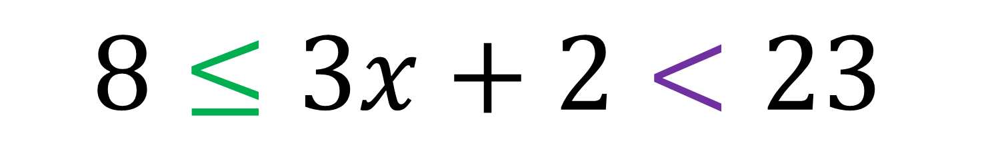 8 ≤ 3x + 2 < 23